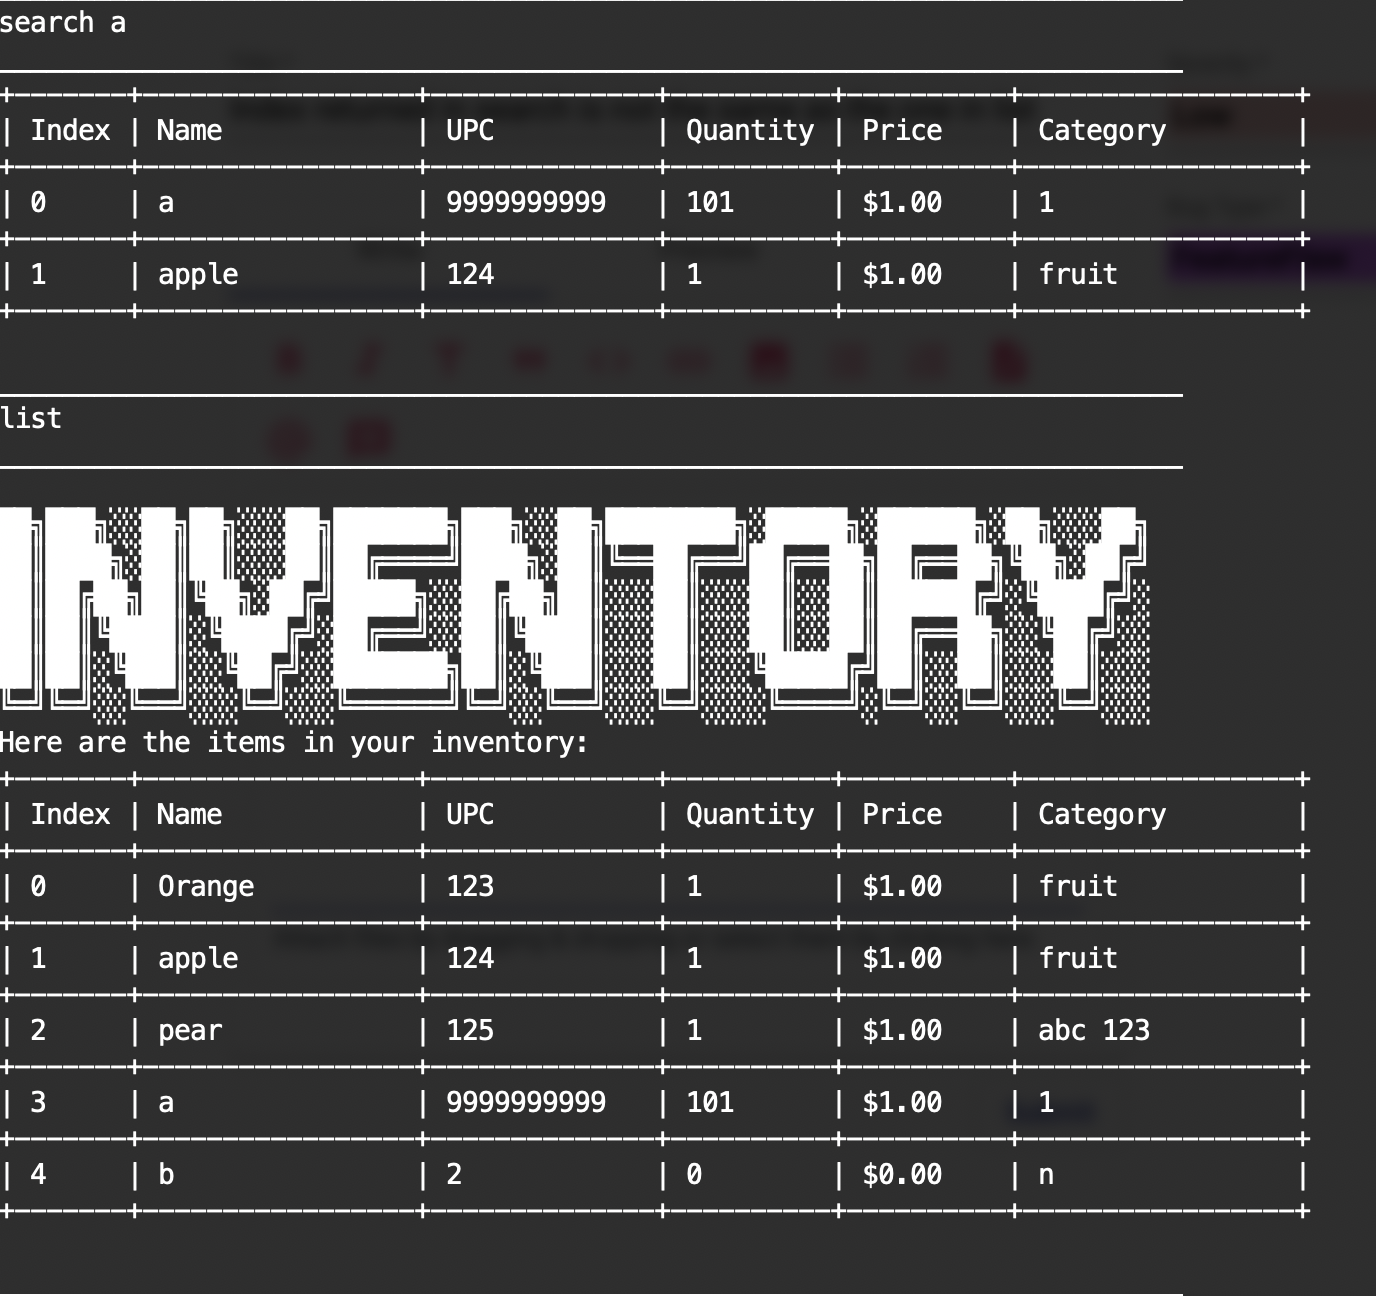 search a
| Index | Name | UPC | Quantity | Price | Category |
| 0 | a | 9999999999 | 101 | $1.00 | 1 |
| 1 | apple | 124 | 1 | $1.00 | fruit |
list
INVENTORY
Here are the items in your inventory:
| Index | Name | UPC | Quantity | Price | Category |
| 0 | Orange | 123 | 1 | $1.00 | fruit |
| 1 | apple | 124 | 1 | $1.00 | fruit |
| 2 | pear | 125 | 1 | $1.00 | abc 123 |
| 3 | a | 9999999999 | 101 | $1.00 | 1 |
| 4 | b | 2 | 0 | $0.00 | n |